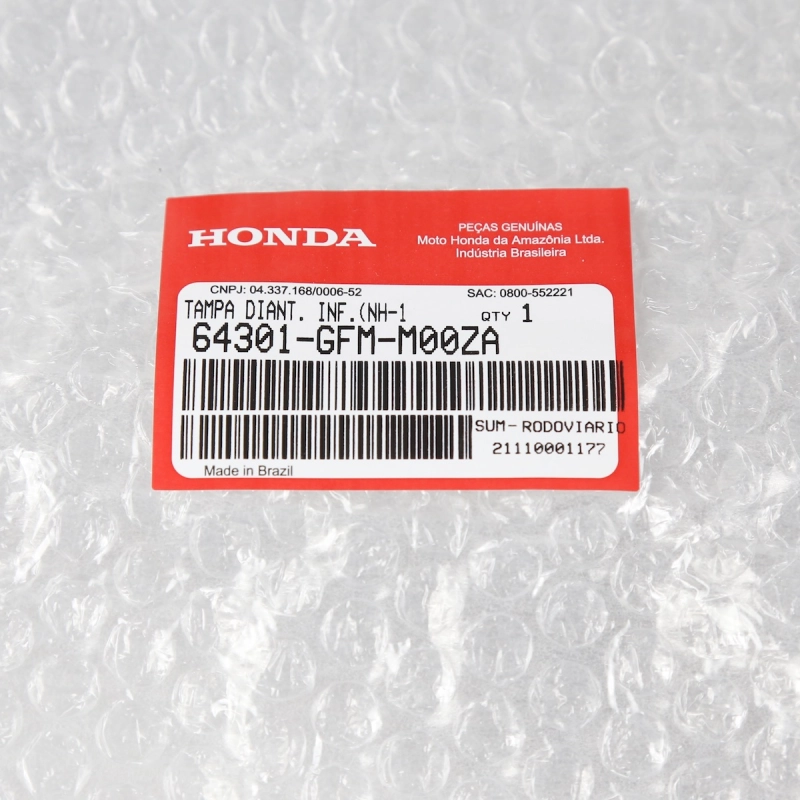 HONDA
PEÇAS GENUÍNAS
Moto Honda da Amazônia Ltda.
Indústria Brasileira
CNPJ: 04.337.168/0006-52
SAC: 0800-552221
TAMPA DIANT. INF.(NH-1
QTY 1
64301-GFM-M00ZA
SUM-RODOVIARIO
21110001177
Made in Brazil